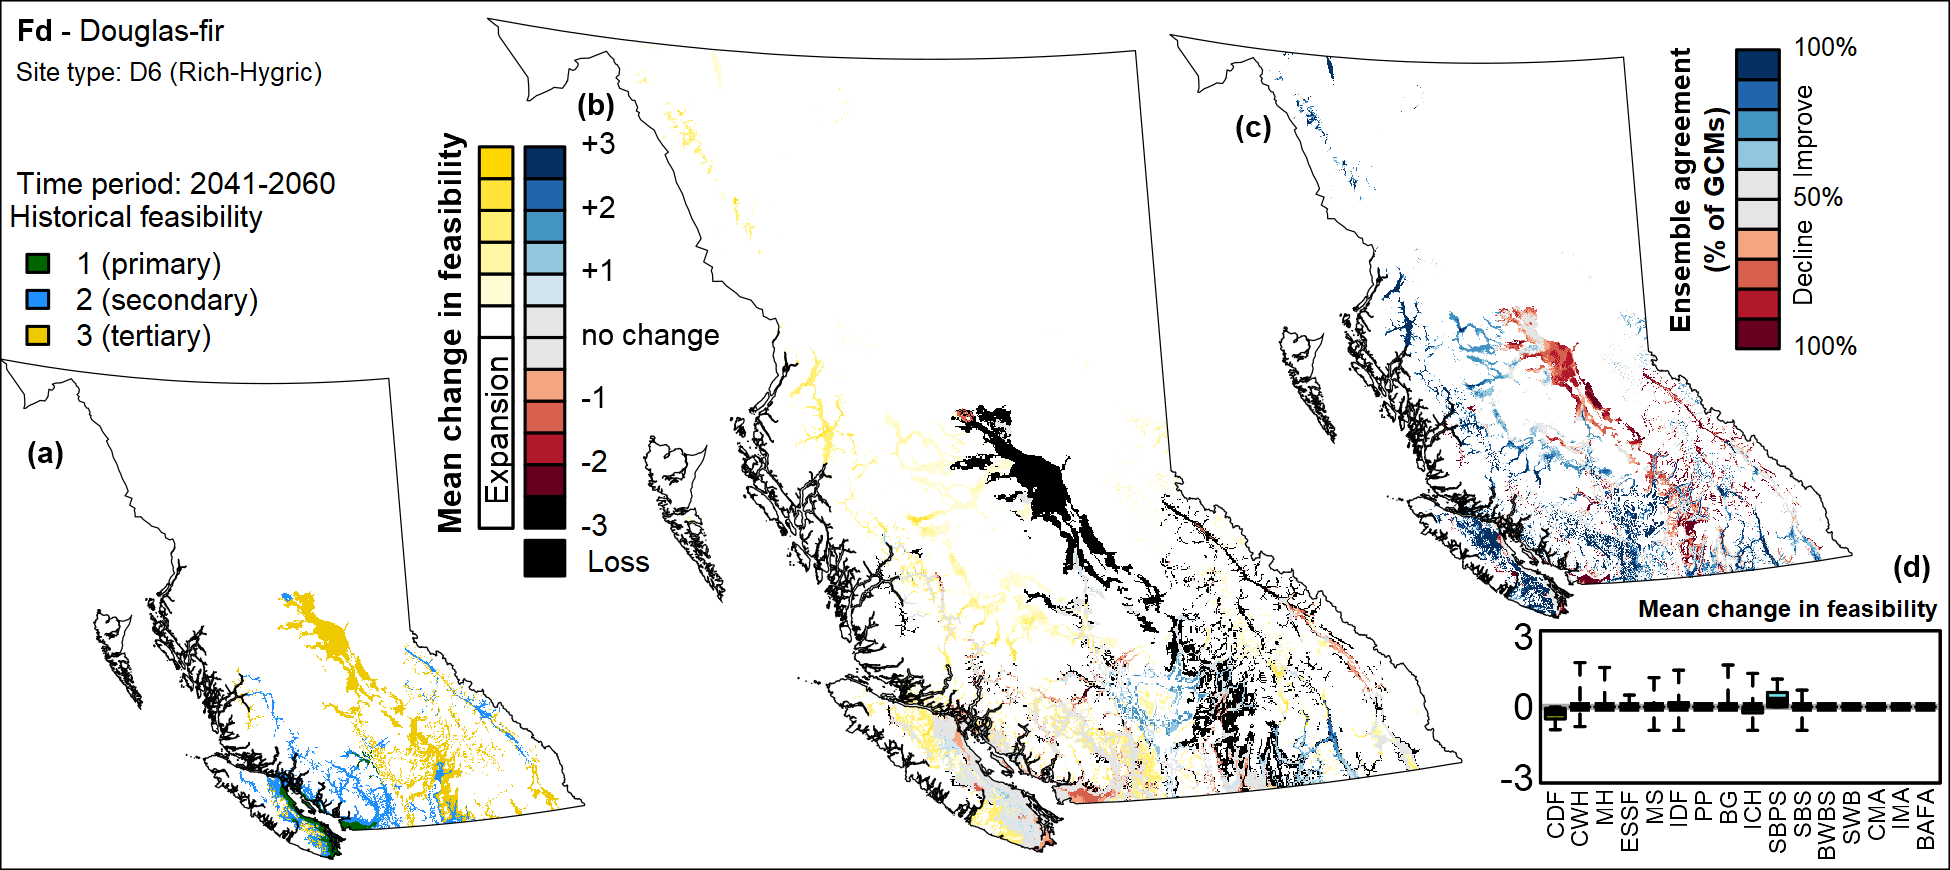 Fd - Douglas-fir
Site type: D6 (Rich-Hygric)
Time period: 2041-2060
Historical feasibility
1 (primary)
2 (secondary)
3 (tertiary)
(a)
(b)
Mean change in feasibility
Expansion
+3
+2
+1
no change
-1
-2
-3
Loss
(c)
Ensemble agreement
(% of GCMs)
100%
Improve
50%
Decline
100%
(d)
Mean change in feasibility
3
0
-3
CDF
CWH
MH
ESSF
MS
IDF
PP
BG
ICH
SBPS
SBS
BWBS
SWB
CMA
IMA
BAFA